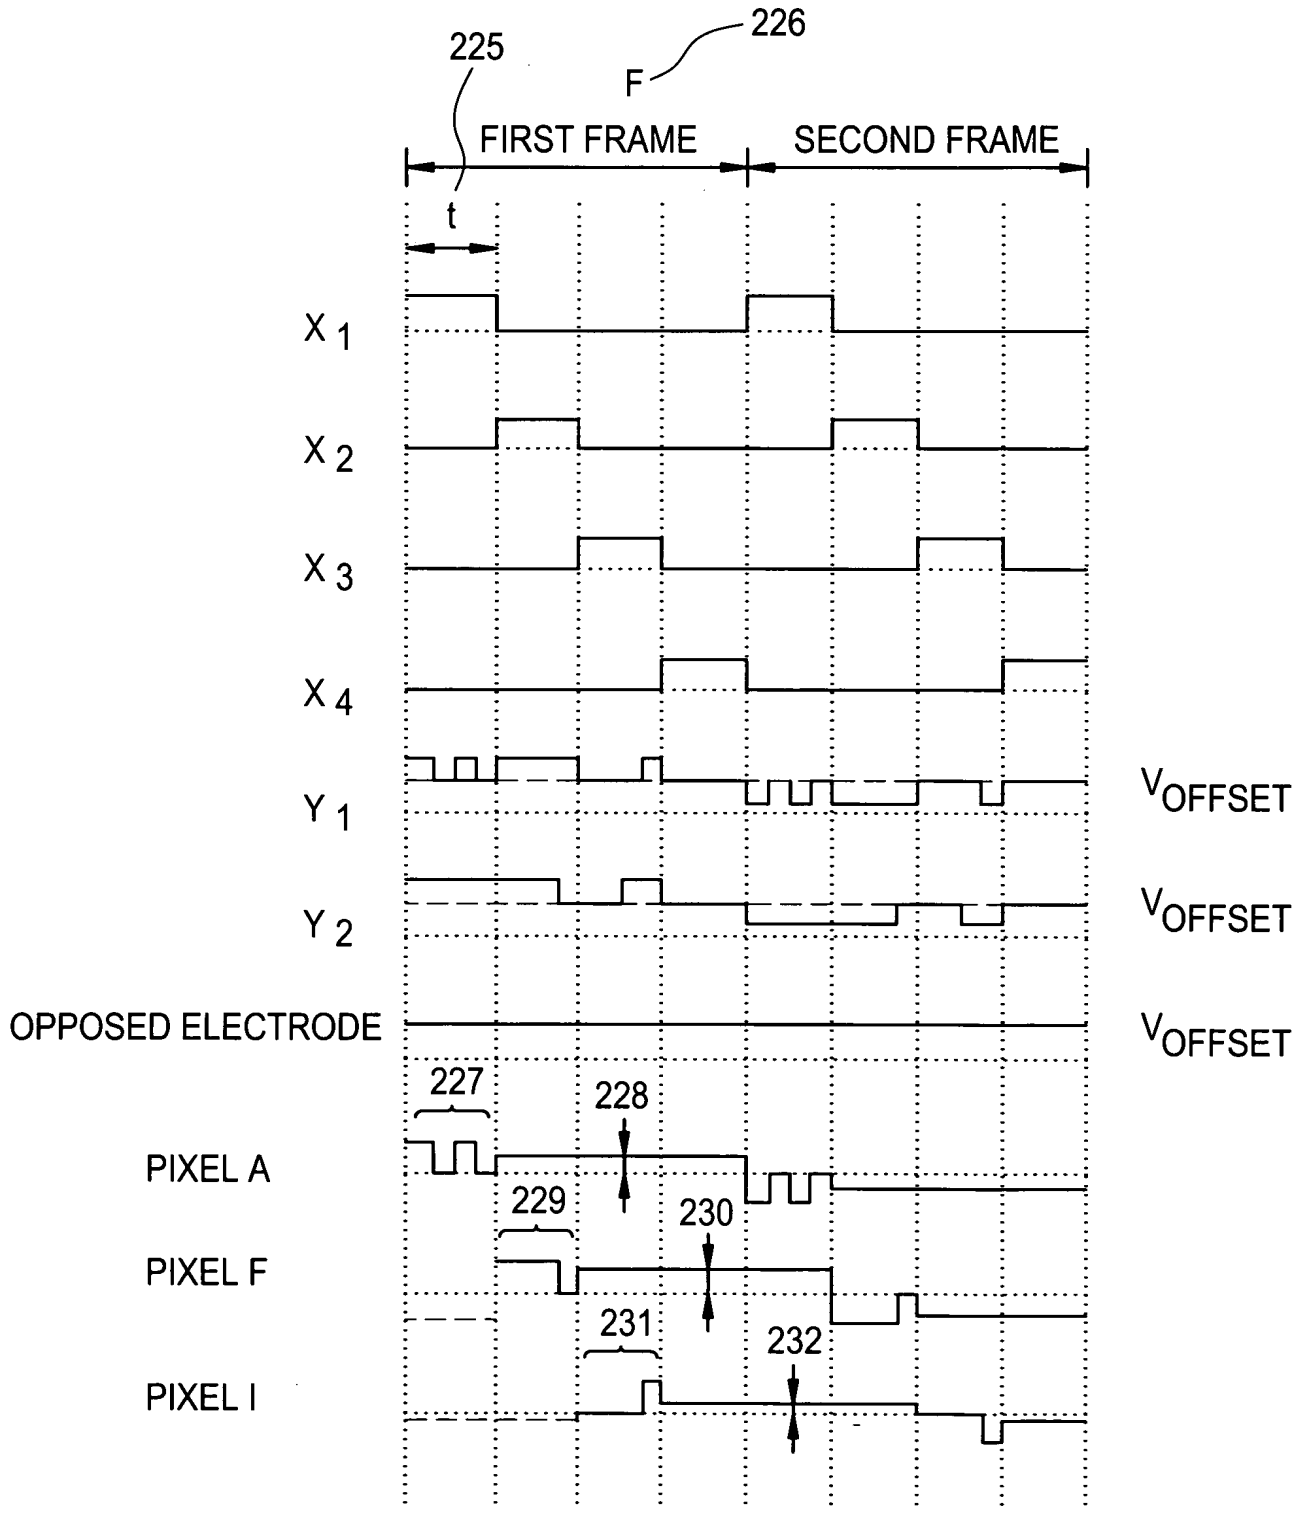 226
225
F
FIRST FRAME SECOND FRAME
t
X 1
X 2
X 3
X 4
Y 1 VOFFSET
Y 2 VOFFSET
OPPOSED ELECTRODE VOFFSET
227
228
PIXEL A
229
230
PIXEL F
231
232
PIXEL I